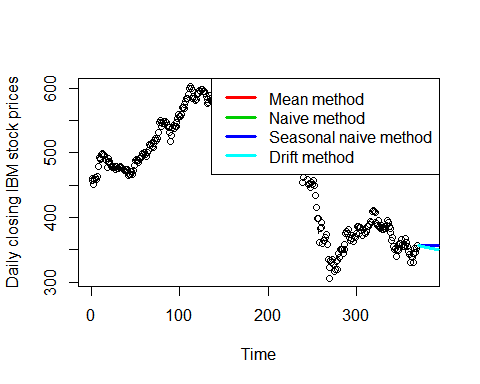 Mean method
Naive method
Seasonal naive method
Drift method
Daily closing IBM stock prices
600
500
400
300
0
100
200
300
Time